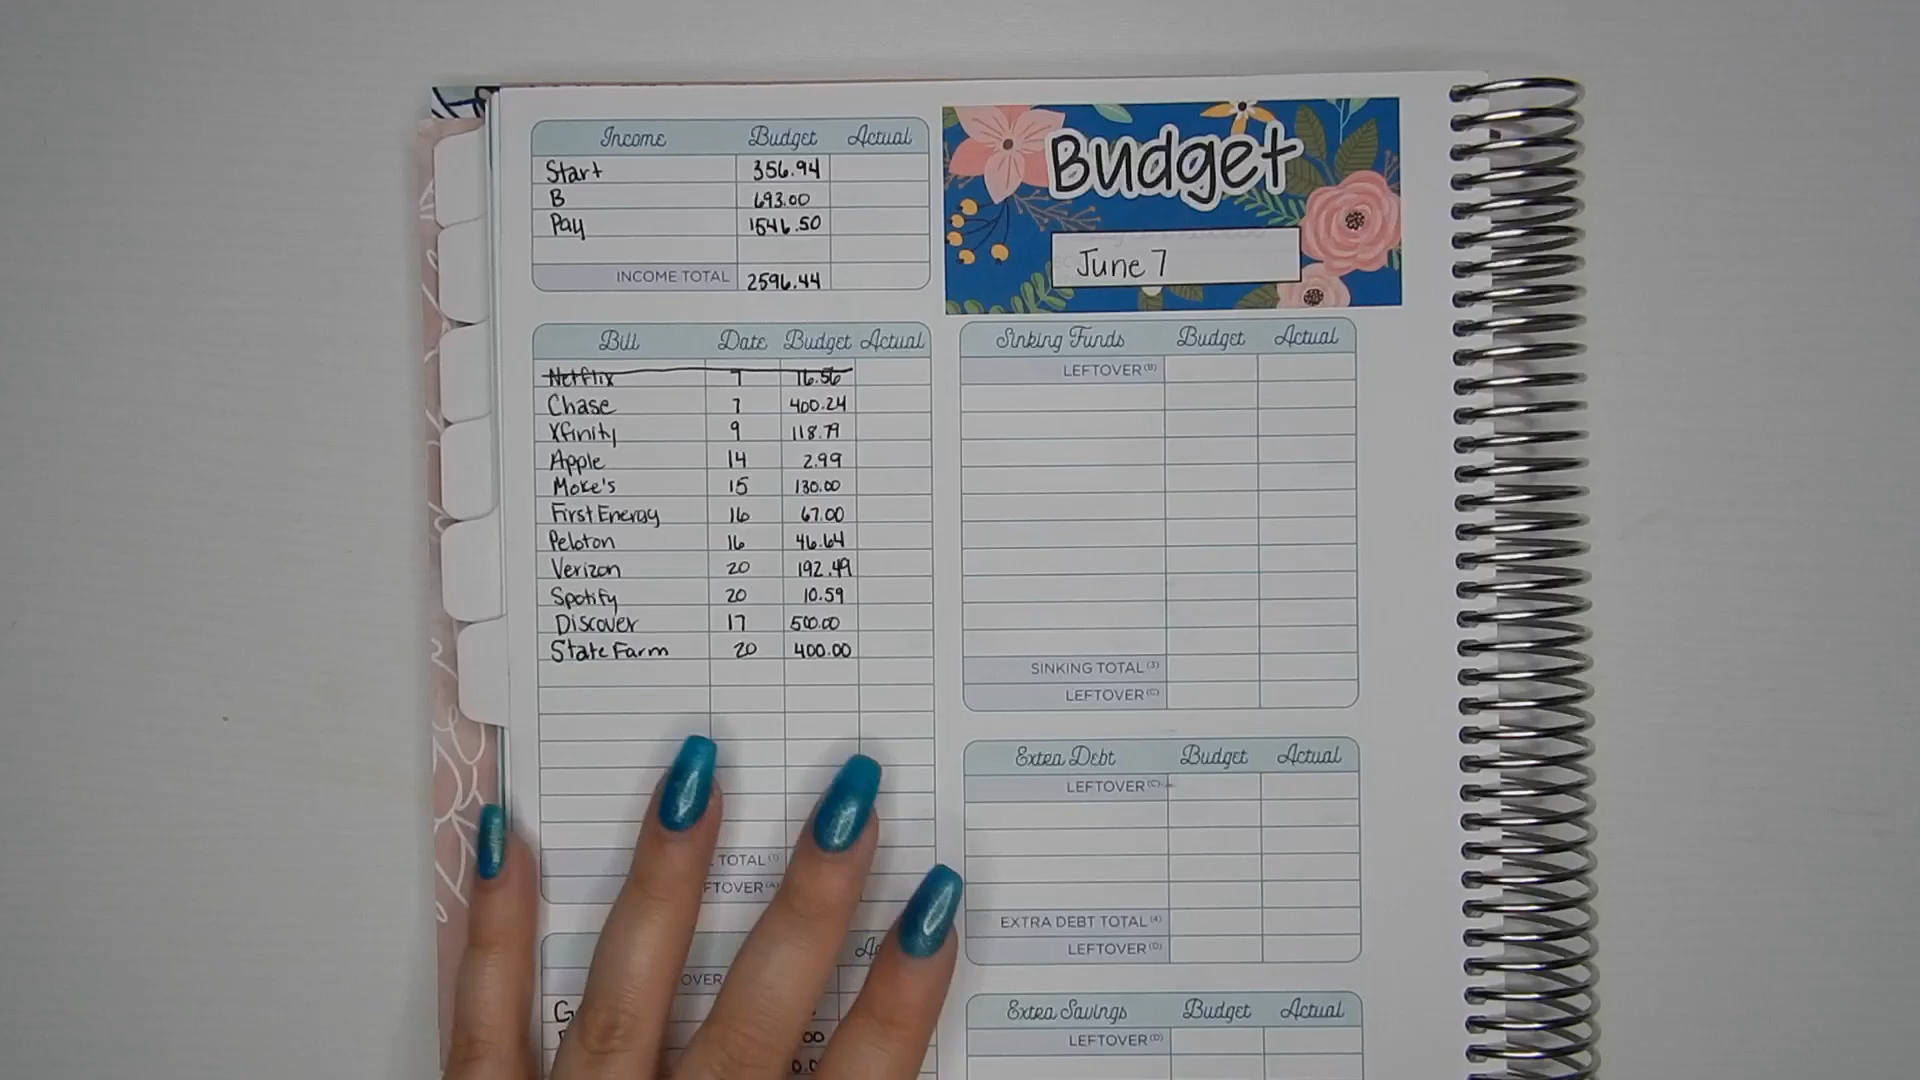 Income Budget Actual
Start 356.94
B 693.00
Pay 1546.50
INCOME TOTAL 2596.44
Budget
June 7
Bill Date Budget Actual
Netflix 7 16.56
Chase 7 400.24
Xfinity 9 118.79
Apple 14 2.99
Moke's 15 130.00
First Energy 16 67.00
Peloton 16 46.64
Verizon 20 192.49
Spotify 20 10.59
Discover 17 500.00
State Farm 20 400.00
TOTAL (1)
Sinking Funds Budget Actual
LEFTOVER (B)
SINKING TOTAL (3)
LEFTOVER (C)
Extra Debt Budget Actual
LEFTOVER (C)
EXTRA DEBT TOTAL (4)
LEFTOVER (D)
Extra Savings Budget Actual
LEFTOVER (D)